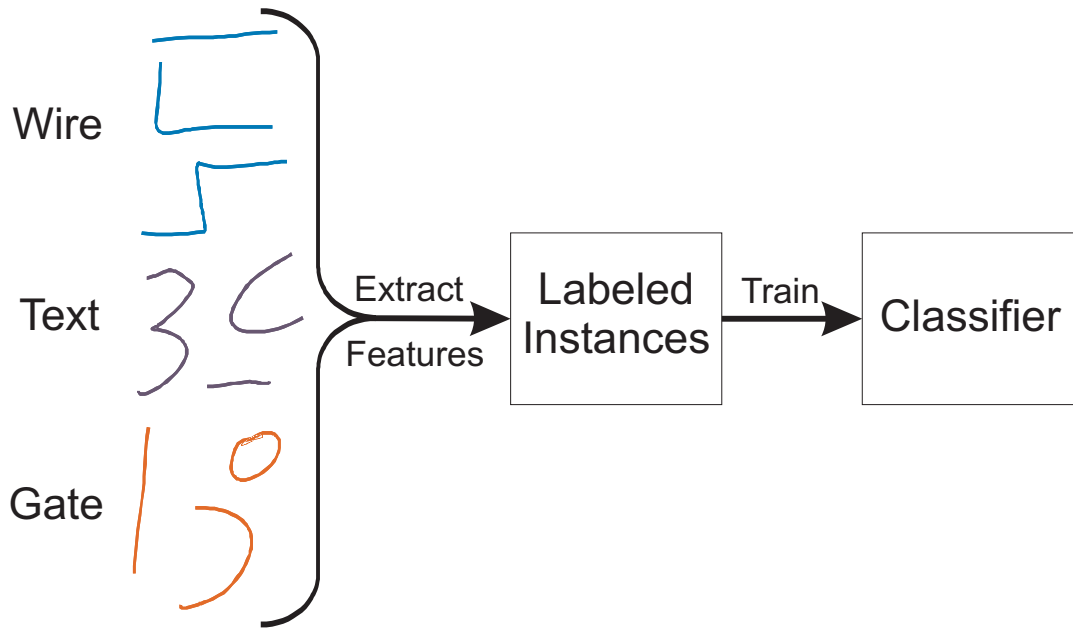 Wire
Text
Gate
Extract
Features
Labeled
Instances
Train
Classifier